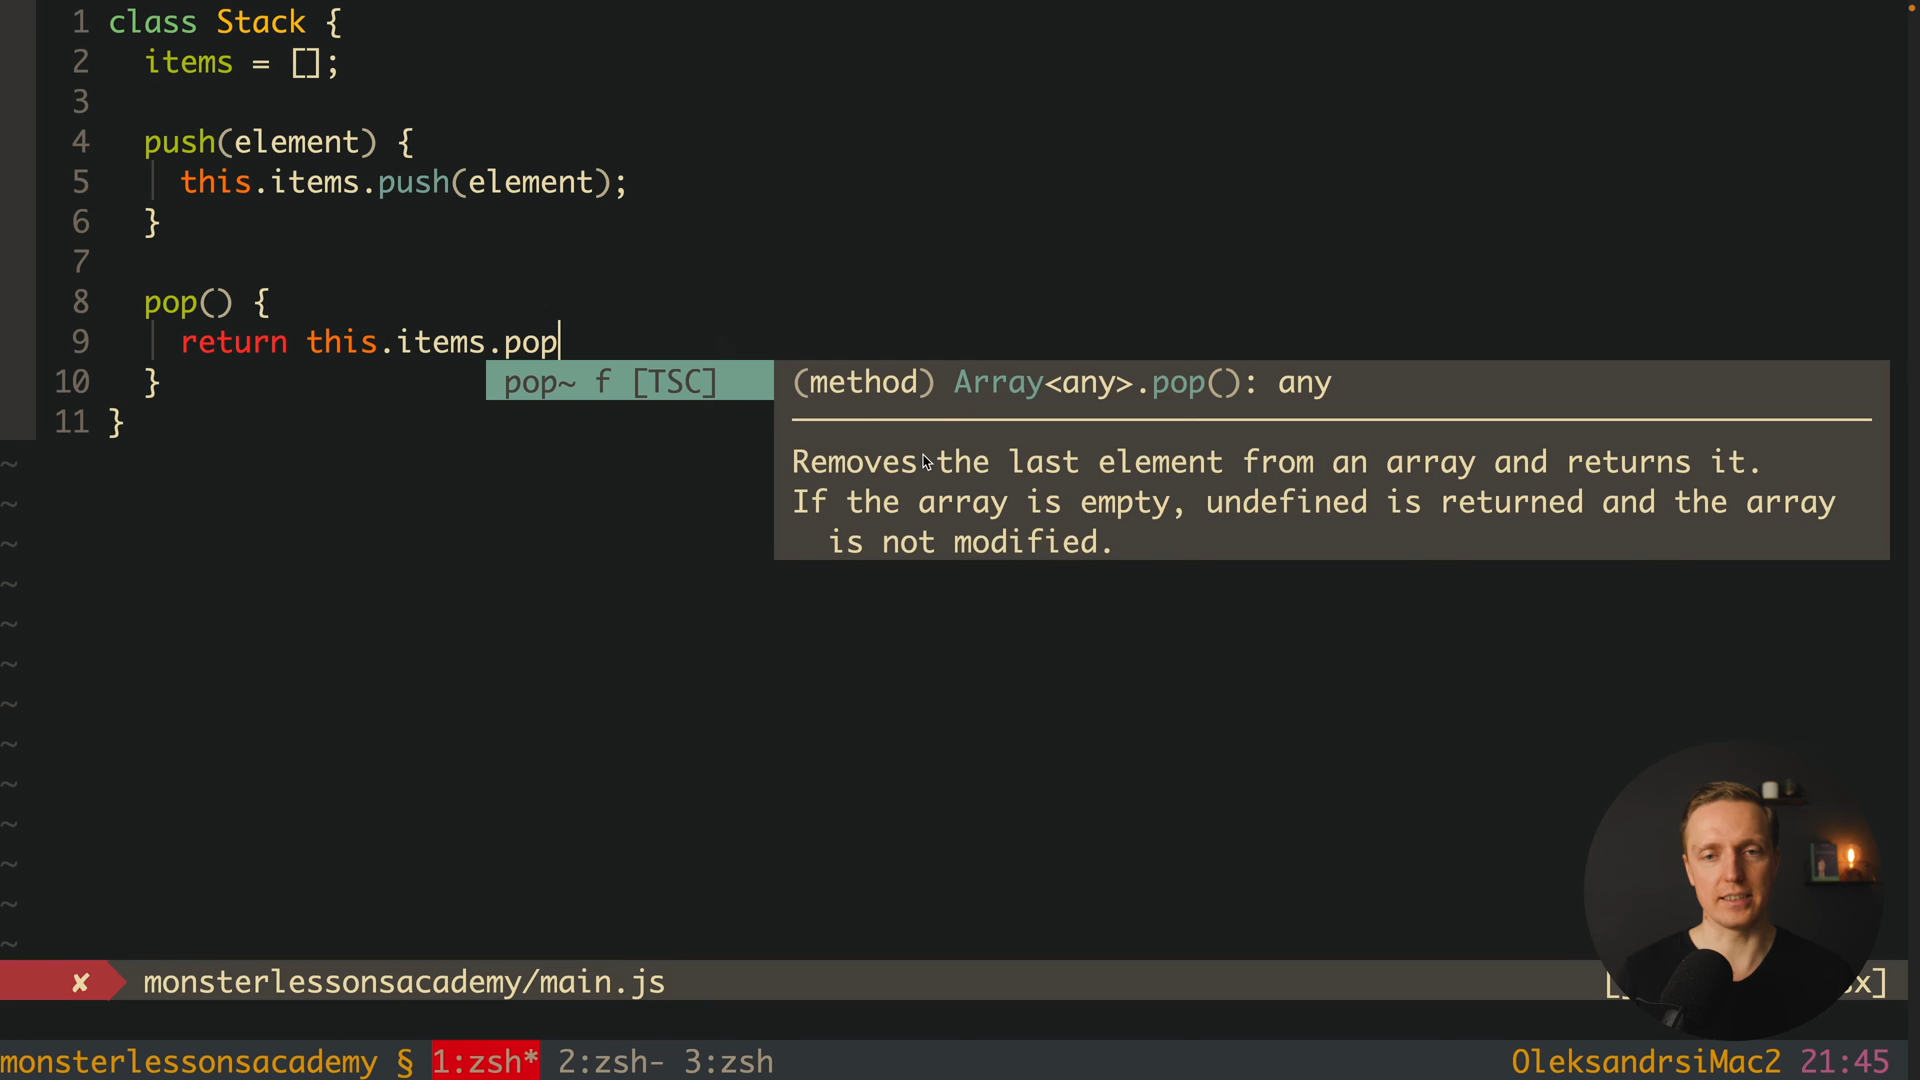 1 class Stack {
2 items = [];
3
4 push(element) {
5 this.items.push(element);
6 }
7
8 pop() {
9 return this.items.pop
10 }
11 }
pop~ f [TSC]
(method) Array<any>.pop(): any
Removes the last element from an array and returns it.
If the array is empty, undefined is returned and the array
is not modified.
~
~
~
~
~
~
~
~
~
~
~
~
~
✘ monsterlessonsacademy/main.js
monsterlessonsacademy § 1:zsh* 2:zsh- 3:zsh OleksandrsiMac2 21:45